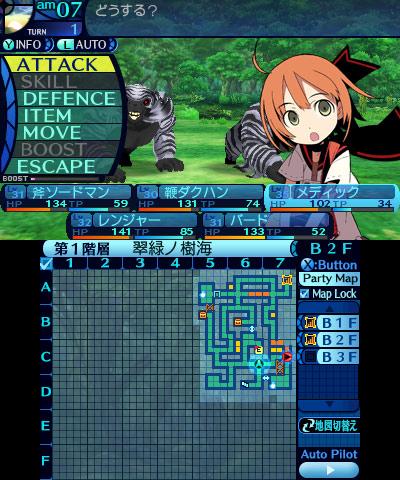 am07
どうする？
TURN 1
Ⓨ INFO Ⓛ AUTO
ATTACK
SKILL
DEFENCE
ITEM
MOVE
BOOST
ESCAPE
BOOST
31 斧ソードマン
HP 134 TP 59
30 鞭ダクハン
HP 141 TP 74
メディック
HP 102 TP 34
32 レンジャー
HP 141 TP 85
31 バード
HP 133 TP 52
第1階層 翠緑ノ樹海
B2F
1 2 3 4 5 6 7
A
B
C
D
E
F
X:Button
Party Map
Map Lock
B1F
B2F
B3F
地図切替え
Auto Pilot